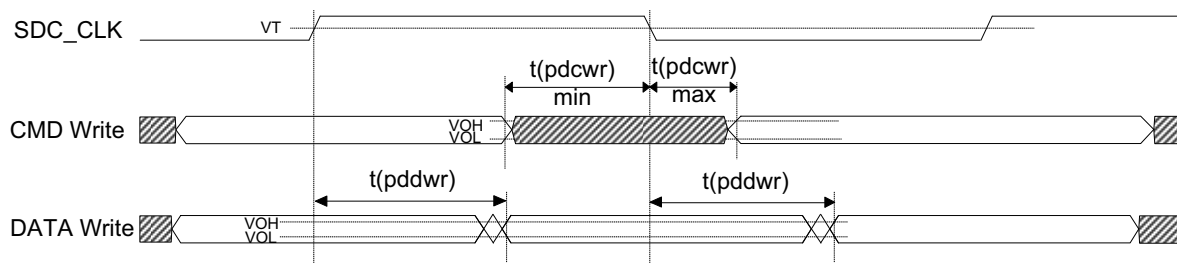 SDC_CLK
VT
t(pdcwr) t(pdcwr)
min max
CMD Write
VOH
VOL
t(pddwr) t(pddwr)
DATA Write
VOH
VOL